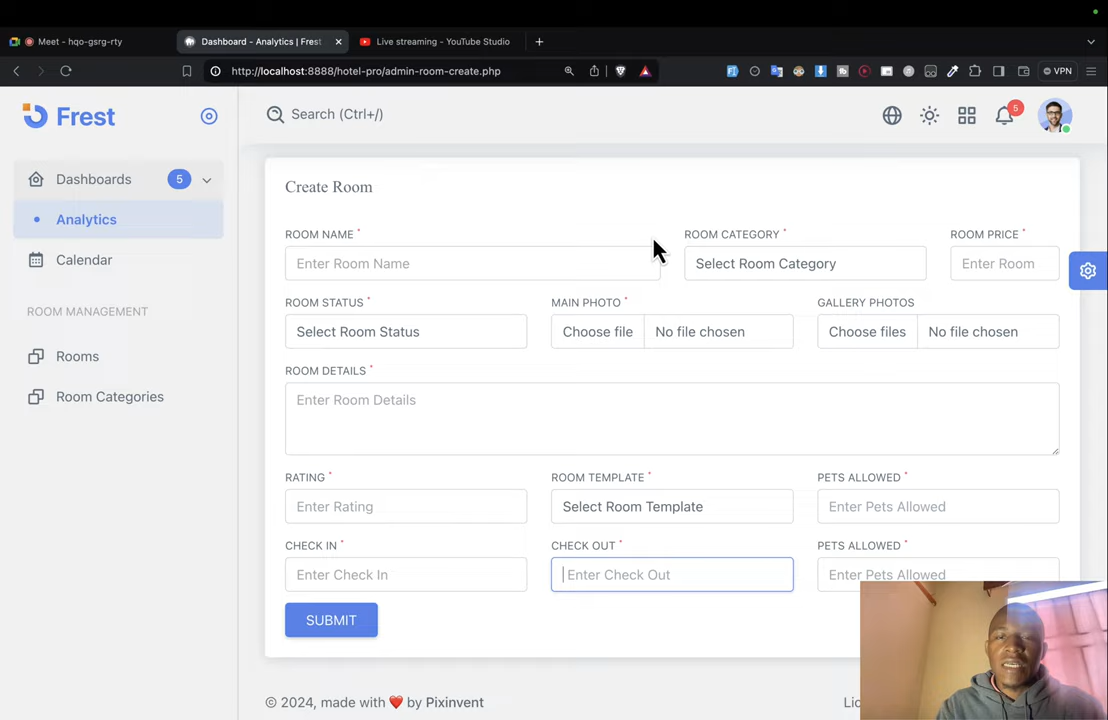 Meet - hqo-gsrg-rty
Dashboard - Analytics | Frest
Live streaming - YouTube Studio
http://localhost:8888/hotel-pro/admin-room-create.php
VPN
Frest
Search (Ctrl+/)
5
Dashboards
5
Analytics
Calendar
ROOM MANAGEMENT
Rooms
Room Categories
Create Room
ROOM NAME *
ROOM CATEGORY *
ROOM PRICE *
Enter Room Name
Select Room Category
Enter Room
ROOM STATUS *
MAIN PHOTO *
GALLERY PHOTOS
Select Room Status
Choose file
No file chosen
Choose files
No file chosen
ROOM DETAILS *
Enter Room Details
RATING *
ROOM TEMPLATE *
PETS ALLOWED *
Enter Rating
Select Room Template
Enter Pets Allowed
CHECK IN *
CHECK OUT *
PETS ALLOWED *
Enter Check In
Enter Check Out
Enter Pets Allowed
SUBMIT
© 2024, made with ❤️ by Pixinvent